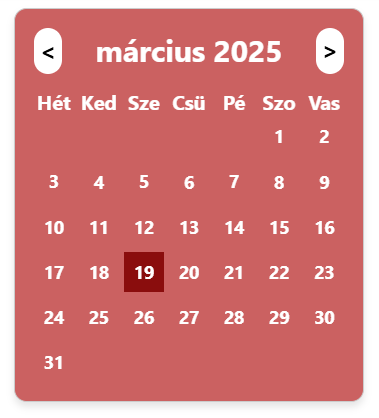 < március 2025 >
Hét Ked Sze Csü Pé Szo Vas
1 2
3 4 5 6 7 8 9
10 11 12 13 14 15 16
17 18 19 20 21 22 23
24 25 26 27 28 29 30
31